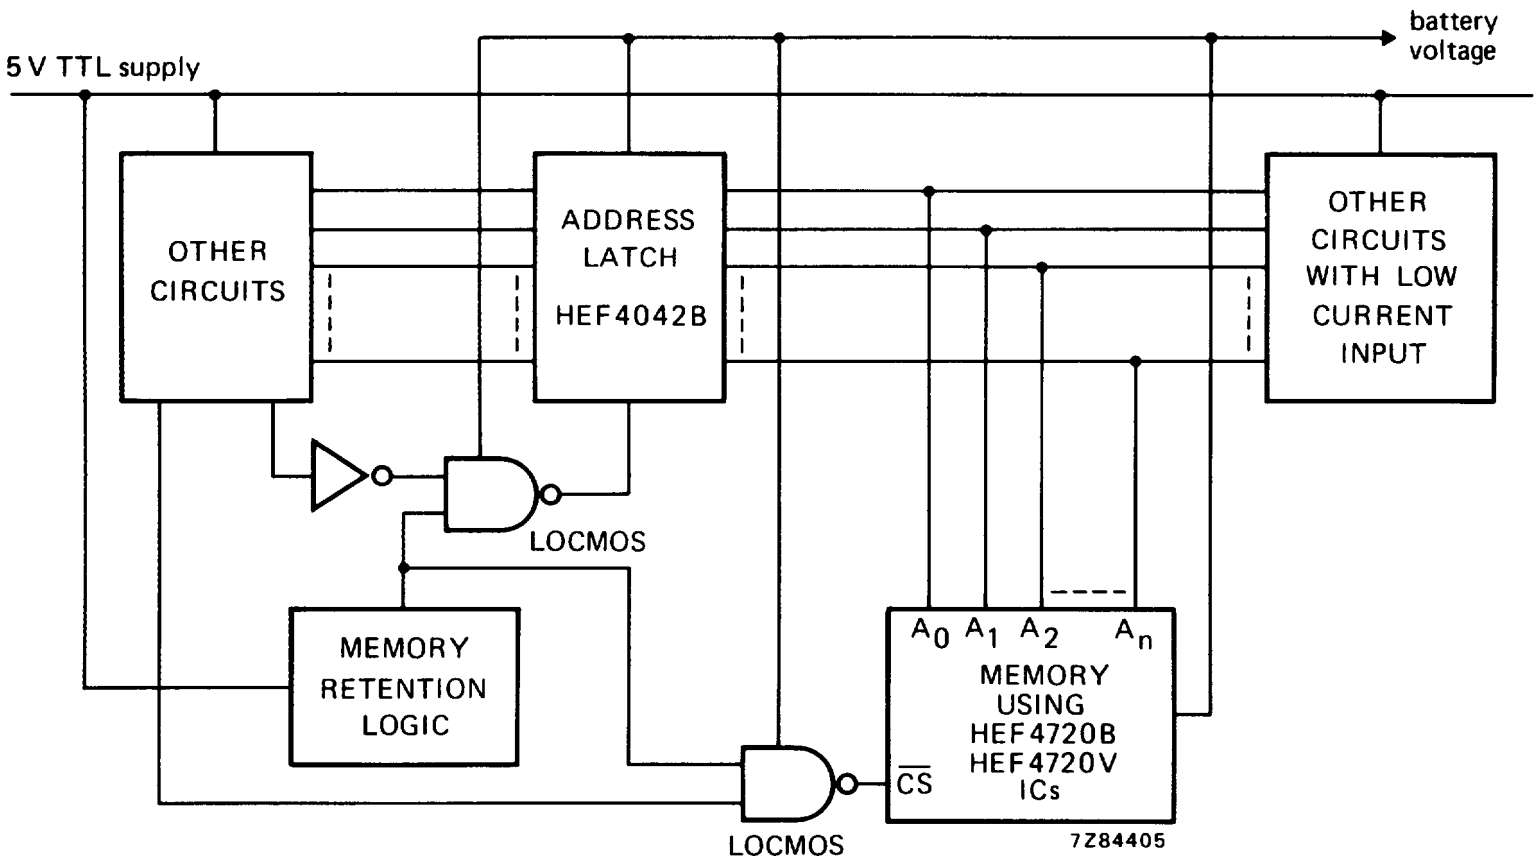 battery
voltage
5 V TTL supply
OTHER
CIRCUITS
ADDRESS
LATCH
HEF4042B
OTHER
CIRCUITS
WITH LOW
CURRENT
INPUT
LOCMOS
MEMORY
RETENTION
LOGIC
A0 A1 A2 An
MEMORY
USING
HEF4720B
HEF4720V
ICs
CS
LOCMOS
7Z84405